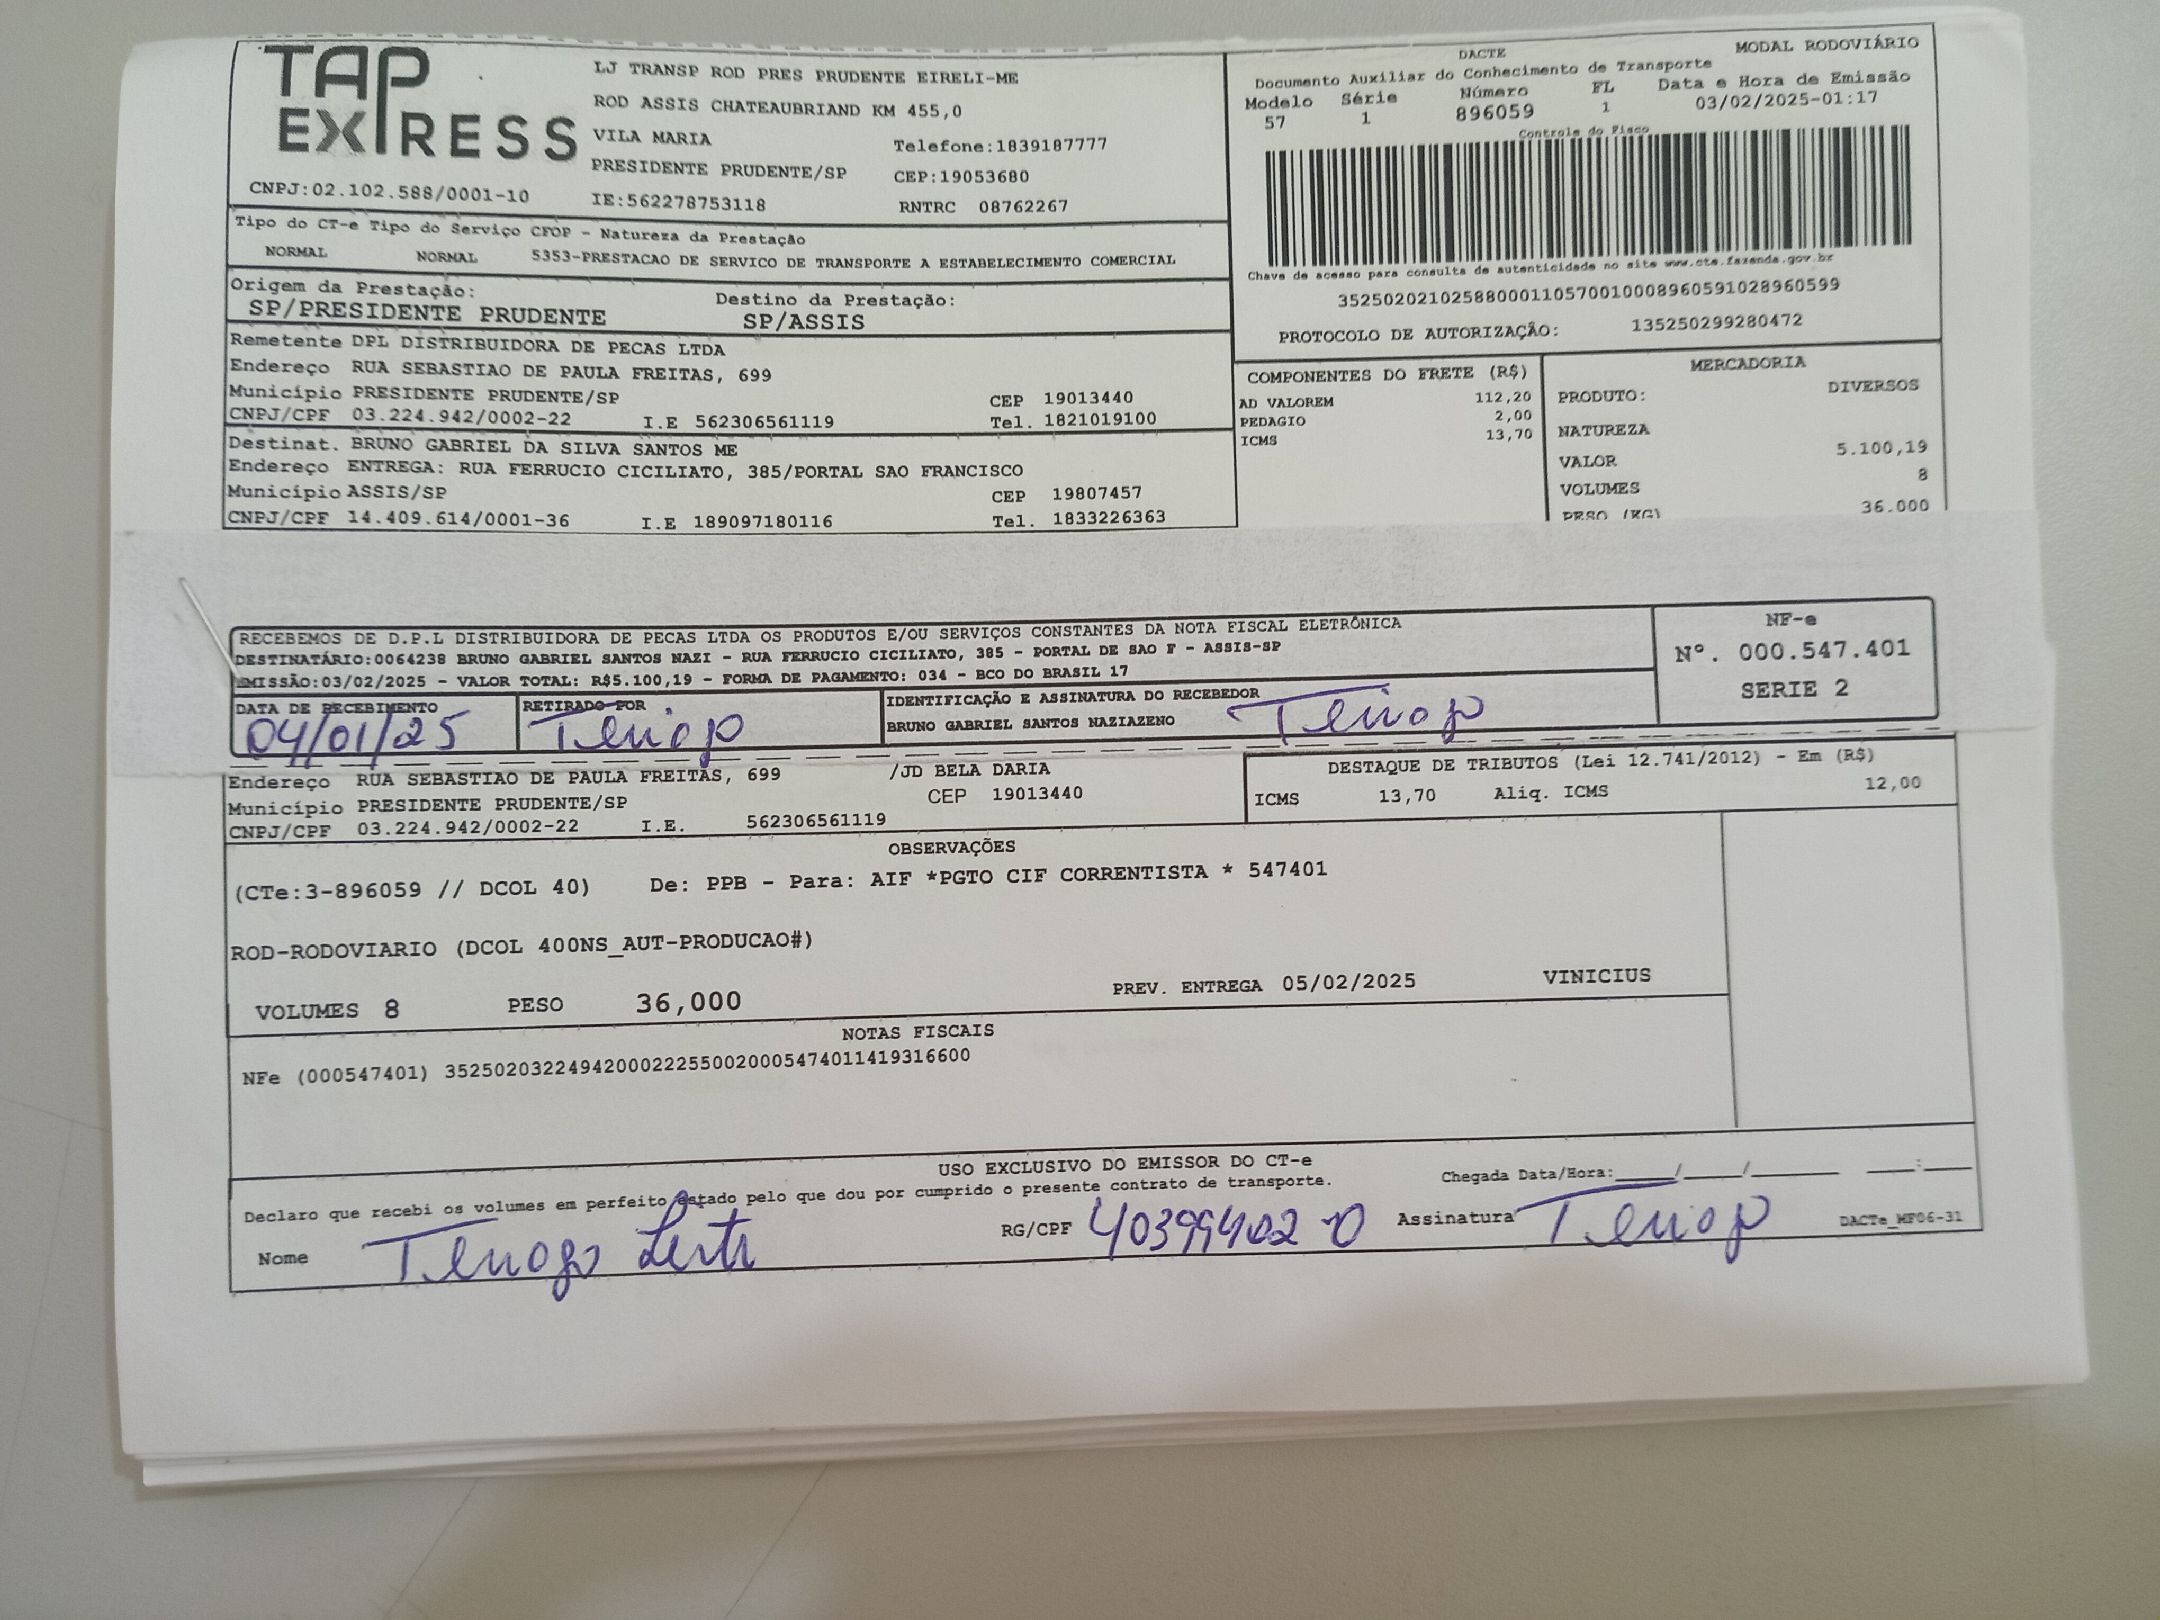 TAP EXPRESS
LJ TRANSP ROD PRES PRUDENTE EIRELI-ME
ROD ASSIS CHATEAUBRIAND KM 455,0
VILA MARIA Telefone:1839187777
PRESIDENTE PRUDENTE/SP CEP:19053680
CNPJ:02.102.588/0001-10 IE:562278753118 RNTRC 08762267
DACTE MODAL RODOVIÁRIO
Documento Auxiliar do Conhecimento de Transporte
Modelo Série Número FL Data e Hora de Emissão
57 1 896059 1 03/02/2025-01:17
Controle do Fisco
Chave de acesso para consulta de autenticidade no site www.cte.fazenda.gov.br
35250202102588000110570010008960591028960599
PROTOCOLO DE AUTORIZAÇÃO: 135250299280472
Tipo do CT-e Tipo do Serviço CFOP - Natureza da Prestação
NORMAL NORMAL 5353-PRESTACAO DE SERVICO DE TRANSPORTE A ESTABELECIMENTO COMERCIAL
Origem da Prestação: Destino da Prestação:
SP/PRESIDENTE PRUDENTE SP/ASSIS
Remetente DPL DISTRIBUIDORA DE PECAS LTDA
Endereço RUA SEBASTIAO DE PAULA FREITAS, 699
Município PRESIDENTE PRUDENTE/SP CEP 19013440
CNPJ/CPF 03.224.942/0002-22 I.E 562306561119 Tel. 1821019100
Destinat. BRUNO GABRIEL DA SILVA SANTOS ME
Endereço ENTREGA: RUA FERRUCIO CICILIATO, 385/PORTAL SAO FRANCISCO
Município ASSIS/SP CEP 19807457
CNPJ/CPF 14.409.614/0001-36 I.E 189097180116 Tel. 1833226363
COMPONENTES DO FRETE (R$)
AD VALOREM 112,20
PEDAGIO 2,00
ICMS 13,70
MERCADORIA
PRODUTO: DIVERSOS
NATUREZA
VALOR 5.100,19
VOLUMES 8
PESO (KG) 36.000
RECEBEMOS DE D.P.L DISTRIBUIDORA DE PECAS LTDA OS PRODUTOS E/OU SERVIÇOS CONSTANTES DA NOTA FISCAL ELETRÔNICA
DESTINATÁRIO:0064238 BRUNO GABRIEL SANTOS NAZI - RUA FERRUCIO CICILIATO, 385 - PORTAL DE SAO F - ASSIS-SP
EMISSÃO:03/02/2025 - VALOR TOTAL: R$5.100,19 - FORMA DE PAGAMENTO: 034 - BCO DO BRASIL 17
NF-e
Nº. 000.547.401
SERIE 2
DATA DE RECEBIMENTO RETIRADO POR IDENTIFICAÇÃO E ASSINATURA DO RECEBEDOR
04/01/25 BRUNO GABRIEL SANTOS NAZIAZENO
Endereço RUA SEBASTIAO DE PAULA FREITAS, 699 /JD BELA DARIA
Município PRESIDENTE PRUDENTE/SP CEP 19013440
CNPJ/CPF 03.224.942/0002-22 I.E. 562306561119
DESTAQUE DE TRIBUTOS (Lei 12.741/2012) - Em (R$)
ICMS 13,70 Aliq. ICMS 12,00
OBSERVAÇÕES
(CTe:3-896059 // DCOL 40) De: PPB - Para: AIF *PGTO CIF CORRENTISTA * 547401
ROD-RODOVIARIO (DCOL 400NS_AUT-PRODUCAO#)
VOLUMES 8 PESO 36,000 PREV. ENTREGA 05/02/2025 VINICIUS
NOTAS FISCAIS
NFe (000547401) 35250203224942000222550020005474011419316600
USO EXCLUSIVO DO EMISSOR DO CT-e
Declaro que recebi os volumes em perfeito estado pelo que dou por cumprido o presente contrato de transporte. Chegada Data/Hora:____/____/______ ___:___
Nome RG/CPF Assinatura DACTe_MF06-31